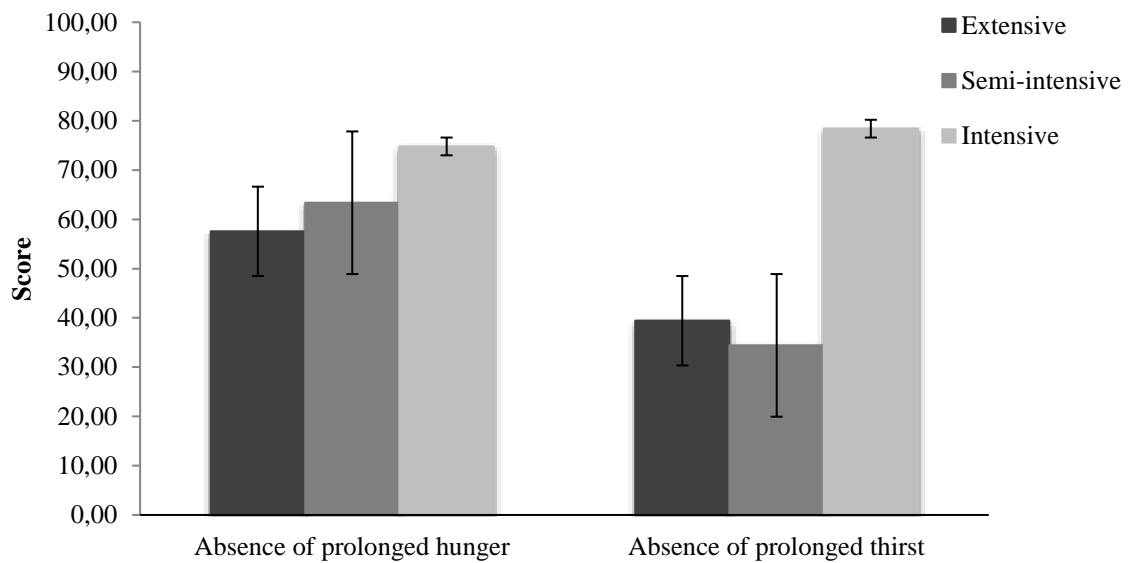 100,00
90,00
80,00
70,00
60,00
50,00
40,00
30,00
20,00
10,00
0,00
Score
Absence of prolonged hunger
Absence of prolonged thirst
Extensive
Semi-intensive
Intensive